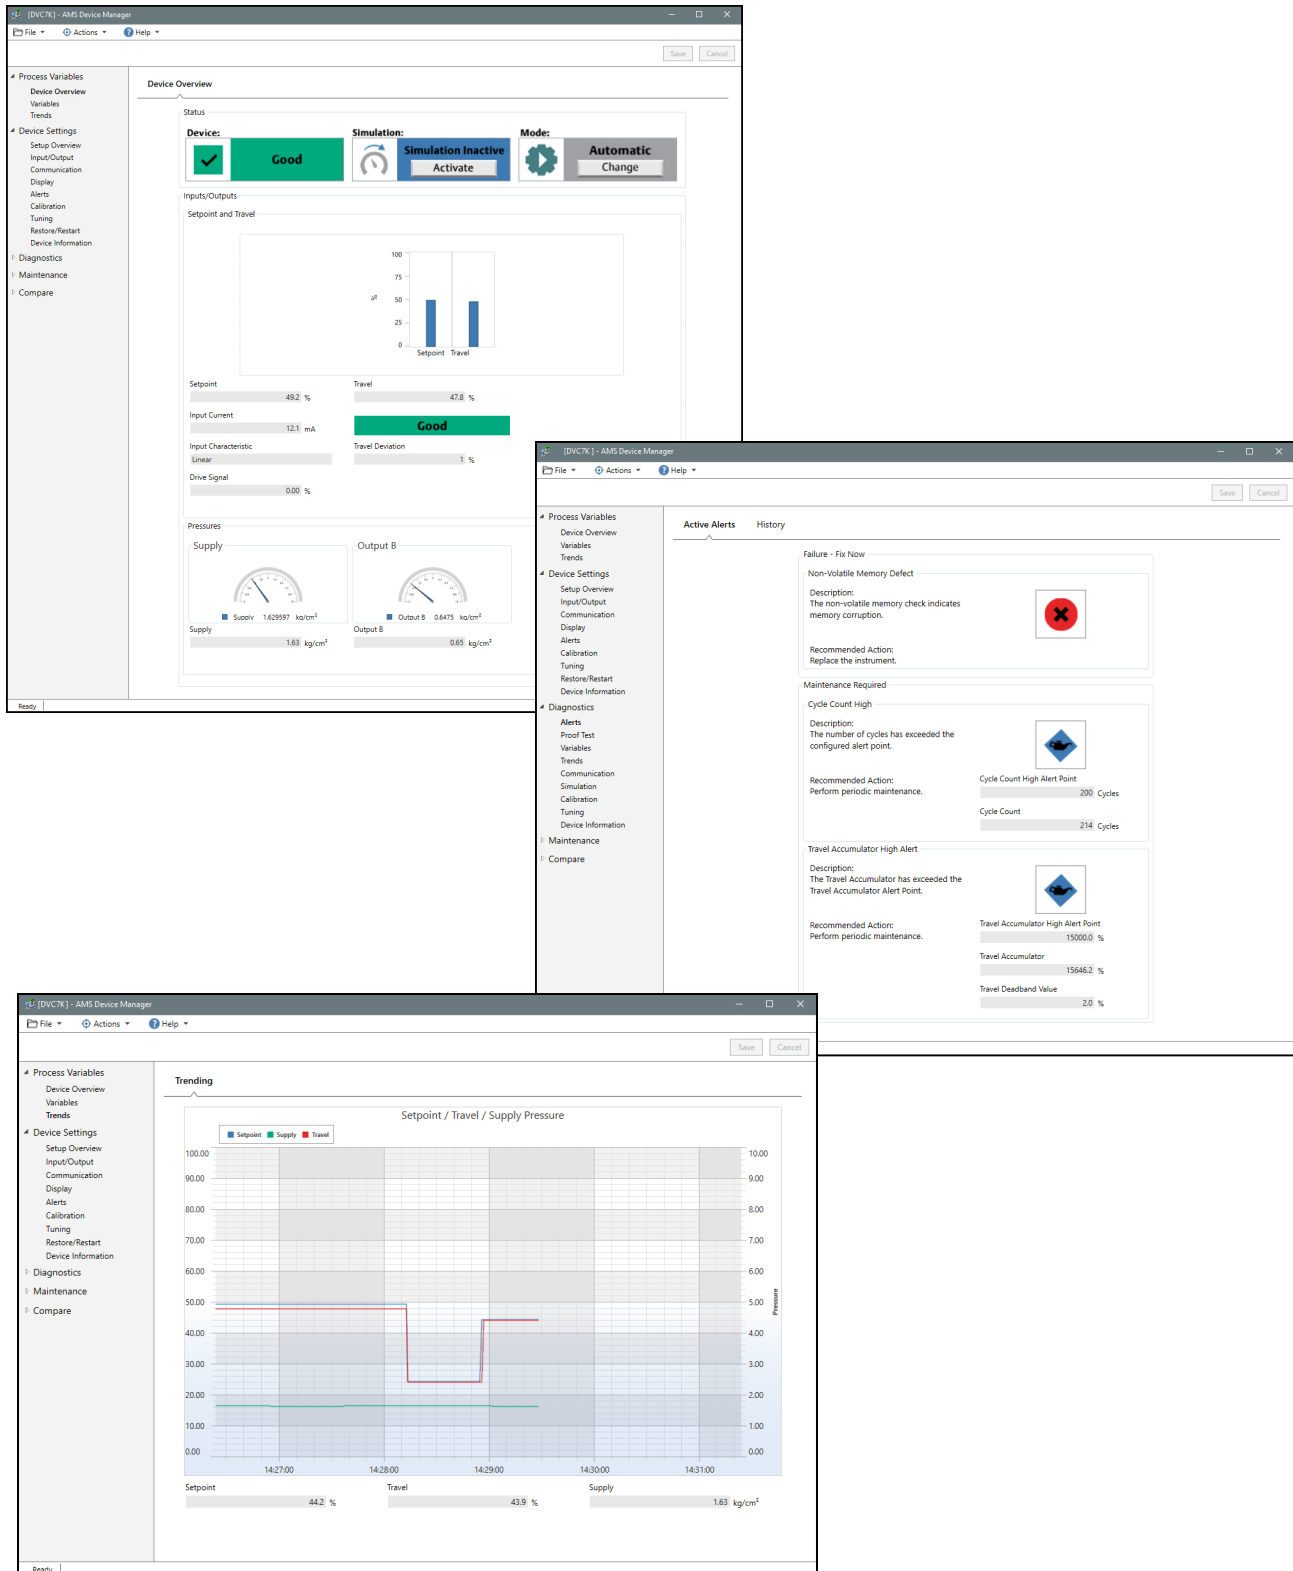 [DVC7K] - AMS Device Manager
File Actions Help
Save Cancel
Process Variables
Device Overview
Variables
Trends
Device Settings
Setup Overview
Input/Output
Communication
Display
Alerts
Calibration
Tuning
Restore/Restart
Device Information
Diagnostics
Maintenance
Compare
Device Overview
Status
Device: Simulation: Mode:
Good
Simulation Inactive
Activate
Automatic
Change
Inputs/Outputs
Setpoint and Travel
100
75
%
50
25
0
Setpoint Travel
Setpoint
49.2 %
Travel
47.8 %
Input Current
12.1 mA
Good
Input Characteristic
Linear
Travel Deviation
1 %
Drive Signal
0.00 %
Pressures
Supply
Supply 1.629597 kg/cm²
Supply
1.63 kg/cm²
Output B
Output B 0.6475 kg/cm²
Output B
0.65 kg/cm²
Ready
[DVC7K ] - AMS Device Manager
File Actions Help
Save Cancel
Process Variables
Device Overview
Variables
Trends
Device Settings
Setup Overview
Input/Output
Communication
Display
Alerts
Calibration
Tuning
Restore/Restart
Device Information
Diagnostics
Alerts
Proof Test
Variables
Trends
Communication
Simulation
Calibration
Tuning
Device Information
Maintenance
Compare
Active Alerts History
Failure - Fix Now
Non-Volatile Memory Defect
Description:
The non-volatile memory check indicates
memory corruption.
Recommended Action:
Replace the instrument.
Maintenance Required
Cycle Count High
Description:
The number of cycles has exceeded the
configured alert point.
Recommended Action:
Perform periodic maintenance.
Cycle Count High Alert Point
200 Cycles
Cycle Count
214 Cycles
Travel Accumulator High Alert
Description:
The Travel Accumulator has exceeded the
Travel Accumulator Alert Point.
Recommended Action:
Perform periodic maintenance.
Travel Accumulator High Alert Point
15000.0 %
Travel Accumulator
15646.2 %
Travel Deadband Value
2.0 %
[DVC7K ] - AMS Device Manager
File Actions Help
Save Cancel
Process Variables
Device Overview
Variables
Trends
Device Settings
Setup Overview
Input/Output
Communication
Display
Alerts
Calibration
Tuning
Restore/Restart
Device Information
Diagnostics
Maintenance
Compare
Trending
Setpoint / Travel / Supply Pressure
Setpoint Supply Travel
100.00 10.00
90.00 9.00
80.00 8.00
70.00 7.00
60.00 6.00
50.00 5.00
Pressure
40.00 4.00
30.00 3.00
20.00 2.00
10.00 1.00
0.00 0.00
14:27:00 14:28:00 14:29:00 14:30:00 14:31:00
Setpoint Travel Supply
44.2 % 43.9 % 1.63 kg/cm²
Ready